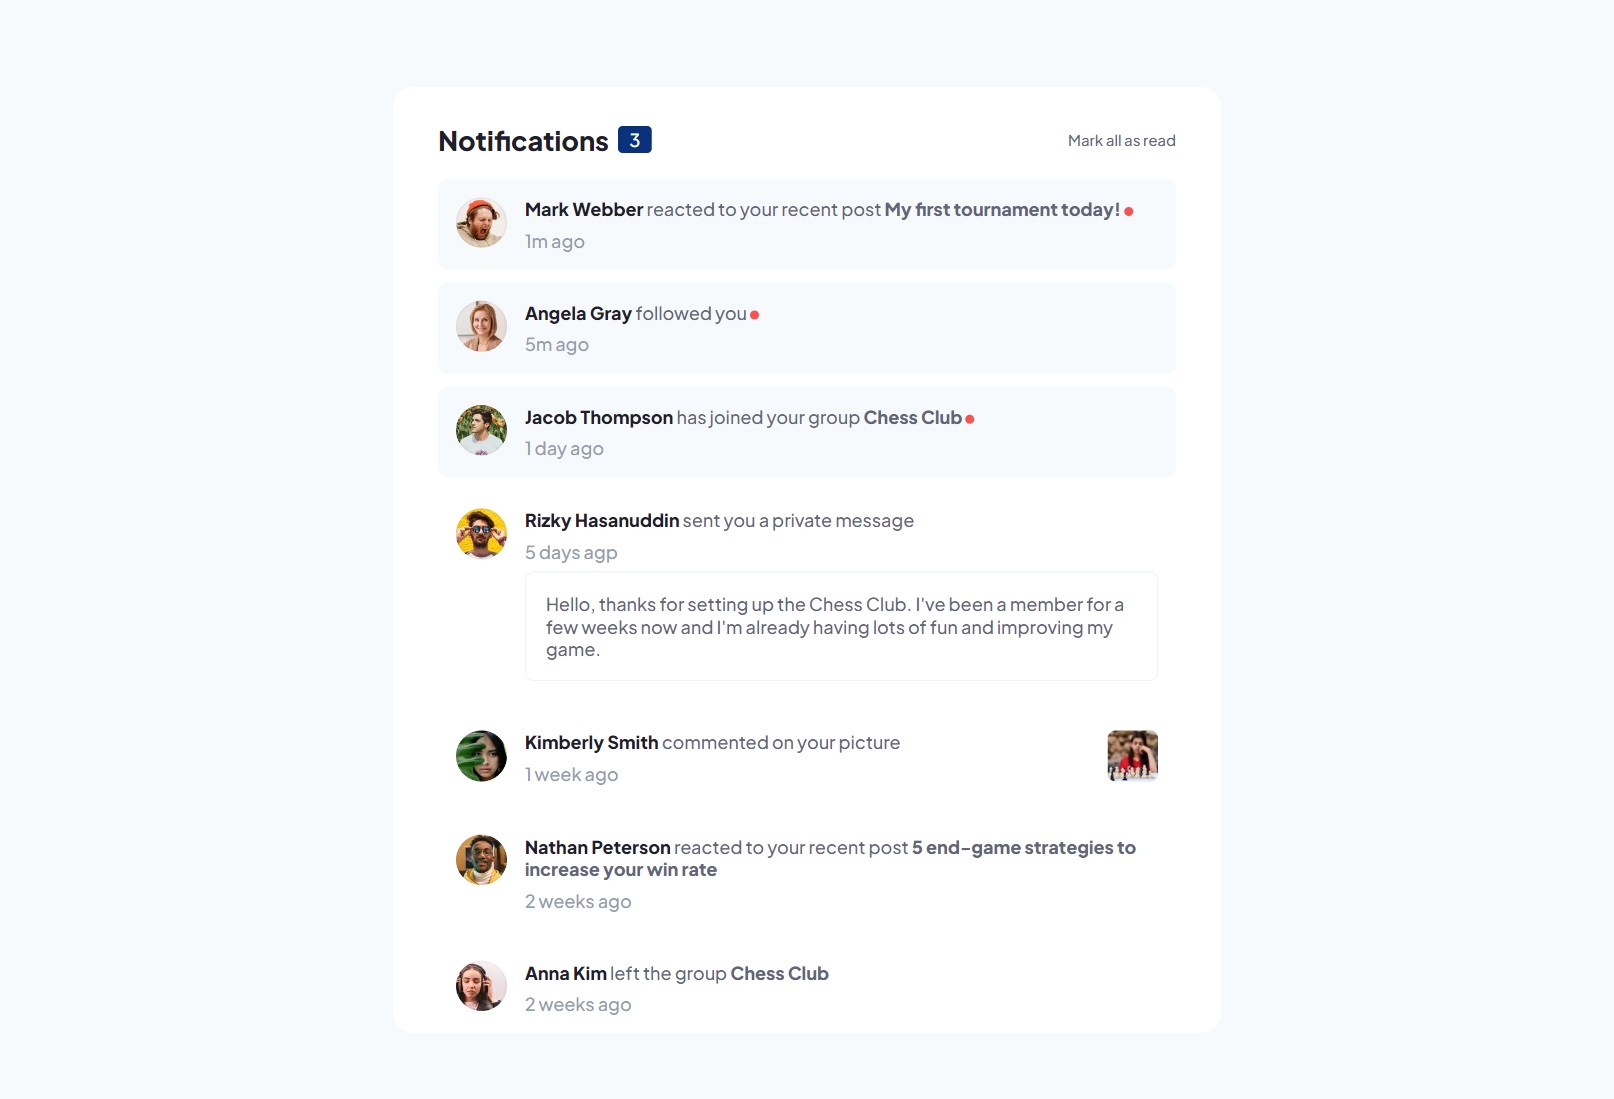 Notifications 3
Mark all as read
Mark Webber reacted to your recent post My first tournament today!
1m ago
Angela Gray followed you
5m ago
Jacob Thompson has joined your group Chess Club
1 day ago
Rizky Hasanuddin sent you a private message
5 days agp
Hello, thanks for setting up the Chess Club. I've been a member for a
few weeks now and I'm already having lots of fun and improving my
game.
Kimberly Smith commented on your picture
1 week ago
Nathan Peterson reacted to your recent post 5 end-game strategies to
increase your win rate
2 weeks ago
Anna Kim left the group Chess Club
2 weeks ago